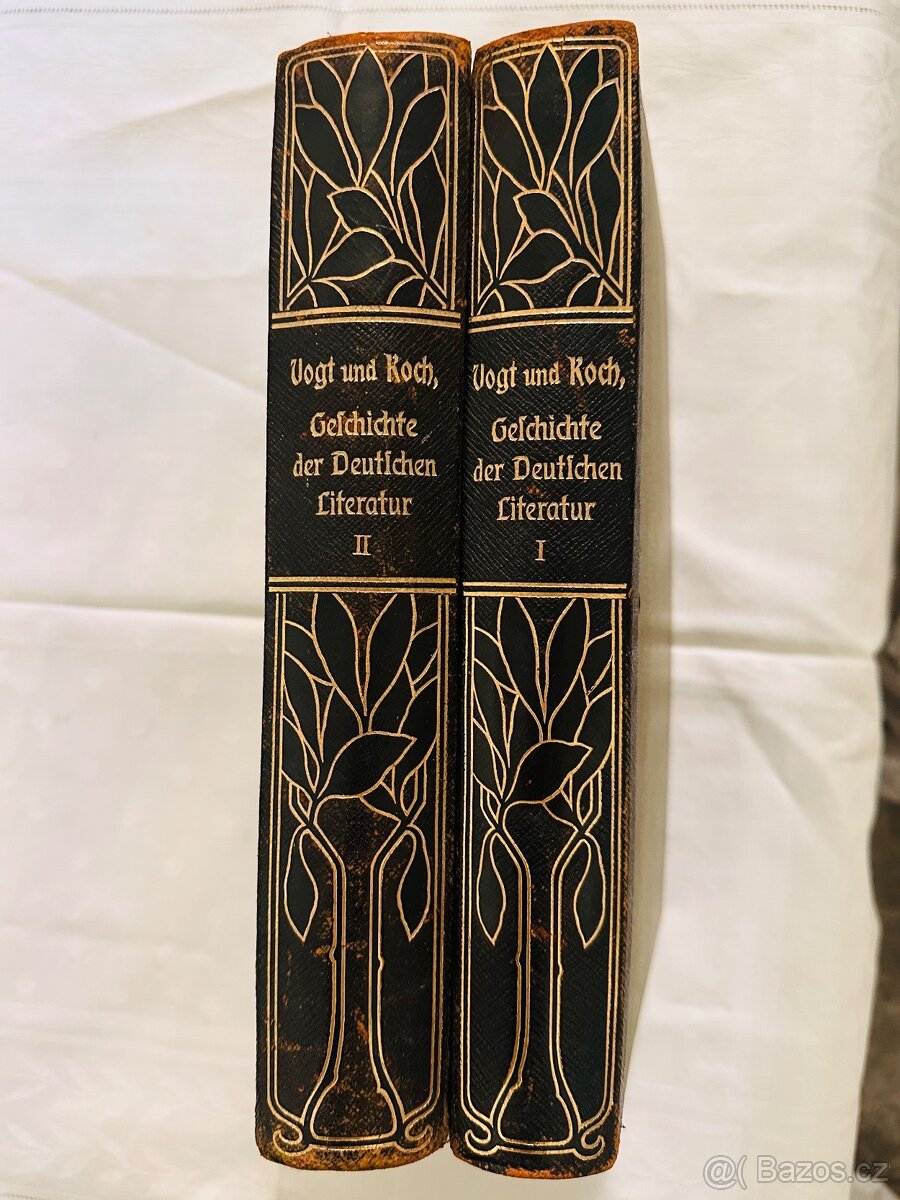 Vogt und Koch,
Geſchichte
der Deutſchen
Literatur
II
Vogt und Koch,
Geſchichte
der Deutſchen
Literatur
I
@( Bazos.cz